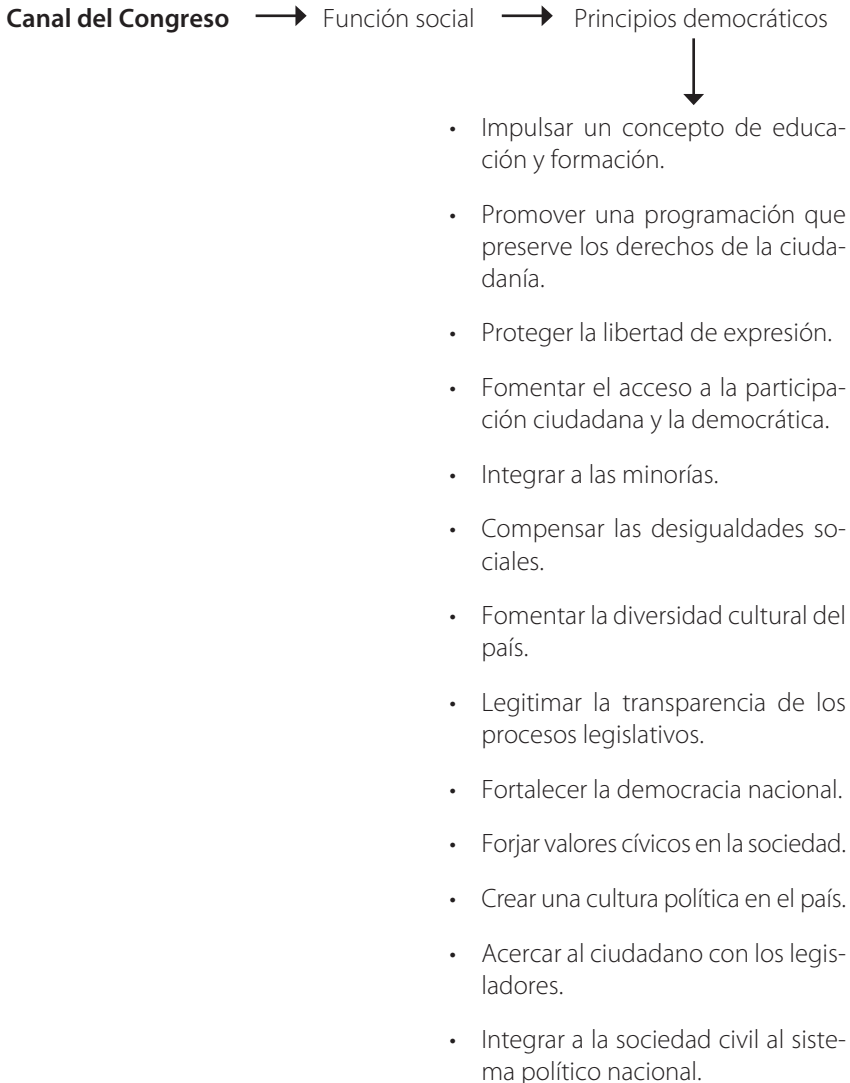 Canal del Congreso Función social Principios democráticos
• Impulsar un concepto de educa-
ción y formación.
• Promover una programación que
preserve los derechos de la ciuda-
danía.
• Proteger la libertad de expresión.
• Fomentar el acceso a la participa-
ción ciudadana y la democrática.
• Integrar a las minorías.
• Compensar las desigualdades so-
ciales.
• Fomentar la diversidad cultural del
país.
• Legitimar la transparencia de los
procesos legislativos.
• Fortalecer la democracia nacional.
• Forjar valores cívicos en la sociedad.
• Crear una cultura política en el país.
• Acercar al ciudadano con los legis-
ladores.
• Integrar a la sociedad civil al siste-
ma político nacional.